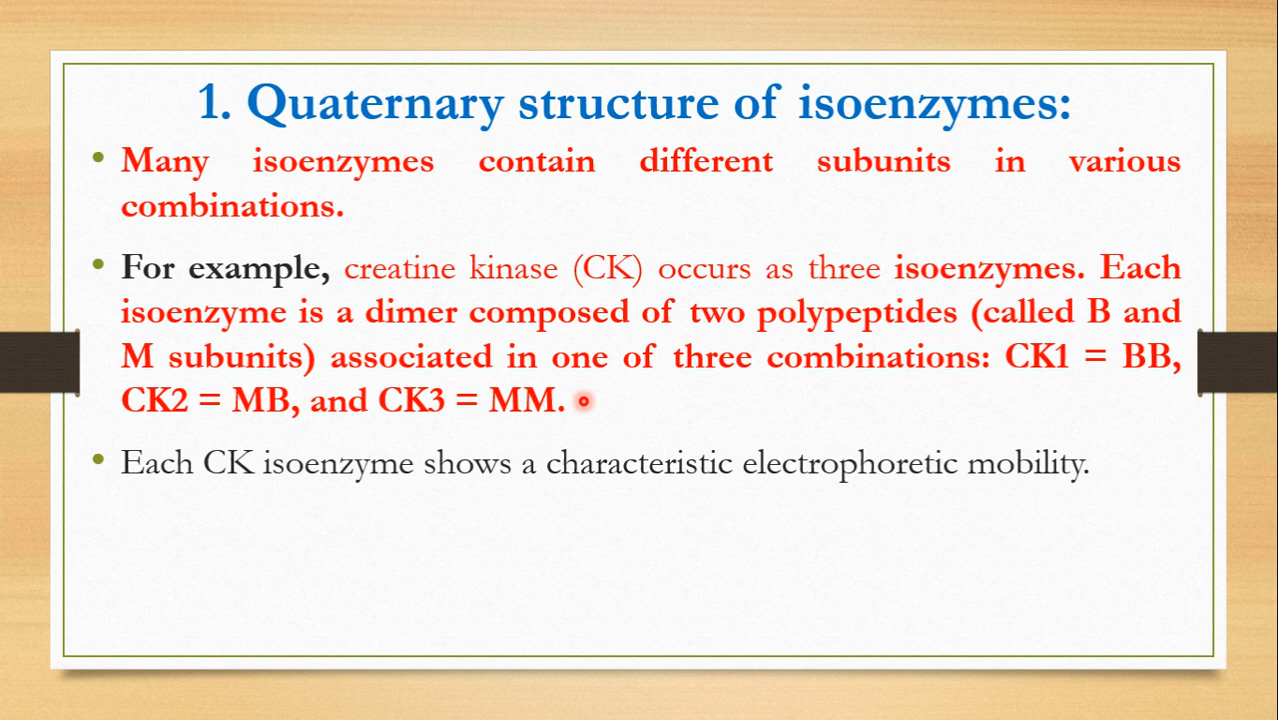 1. Quaternary structure of isoenzymes:
• Many isoenzymes contain different subunits in various
combinations.
• For example, creatine kinase (CK) occurs as three isoenzymes. Each
isoenzyme is a dimer composed of two polypeptides (called B and
M subunits) associated in one of three combinations: CK1 = BB,
CK2 = MB, and CK3 = MM.
• Each CK isoenzyme shows a characteristic electrophoretic mobility.